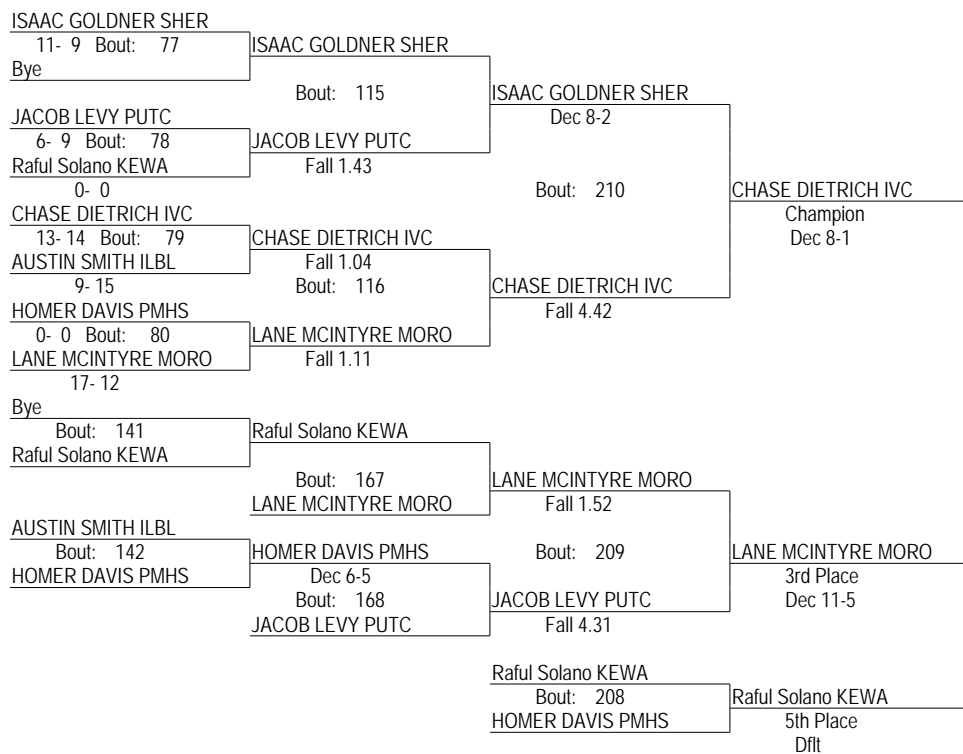 ISAAC GOLDNER SHER
11- 9 Bout: 77
Bye
ISAAC GOLDNER SHER
Bout: 115
JACOB LEVY PUTC
6- 9 Bout: 78
Raful Solano KEWA
0- 0
JACOB LEVY PUTC
Fall 1.43
ISAAC GOLDNER SHER
Dec 8-2
Bout: 210
CHASE DIETRICH IVC
13- 14 Bout: 79
AUSTIN SMITH ILBL
9- 15
CHASE DIETRICH IVC
Fall 1.04
Bout: 116
HOMER DAVIS PMHS
0- 0 Bout: 80
LANE MCINTYRE MORO
17- 12
LANE MCINTYRE MORO
Fall 1.11
CHASE DIETRICH IVC
Fall 4.42
CHASE DIETRICH IVC
Champion
Dec 8-1
Bye
Bout: 141
Raful Solano KEWA
Raful Solano KEWA
Bout: 167
LANE MCINTYRE MORO
LANE MCINTYRE MORO
Fall 1.52
Bout: 209
AUSTIN SMITH ILBL
Bout: 142
HOMER DAVIS PMHS
HOMER DAVIS PMHS
Dec 6-5
Bout: 168
JACOB LEVY PUTC
JACOB LEVY PUTC
Fall 4.31
LANE MCINTYRE MORO
3rd Place
Dec 11-5
Raful Solano KEWA
Bout: 208
HOMER DAVIS PMHS
Raful Solano KEWA
5th Place
Dflt